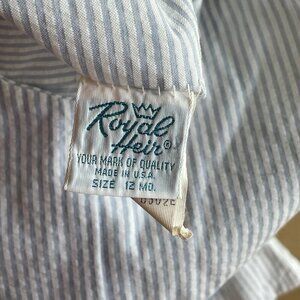 Royal
Heir®
YOUR MARK OF QUALITY
MADE IN U.S.A.
SIZE 12 MO.